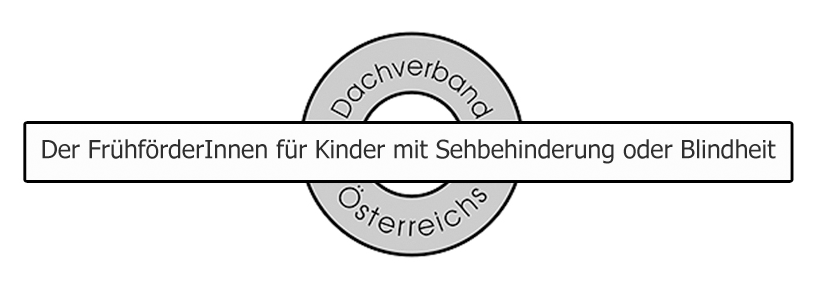 Dachverband
Der FrühförderInnen für Kinder mit Sehbehinderung oder Blindheit
Österreichs